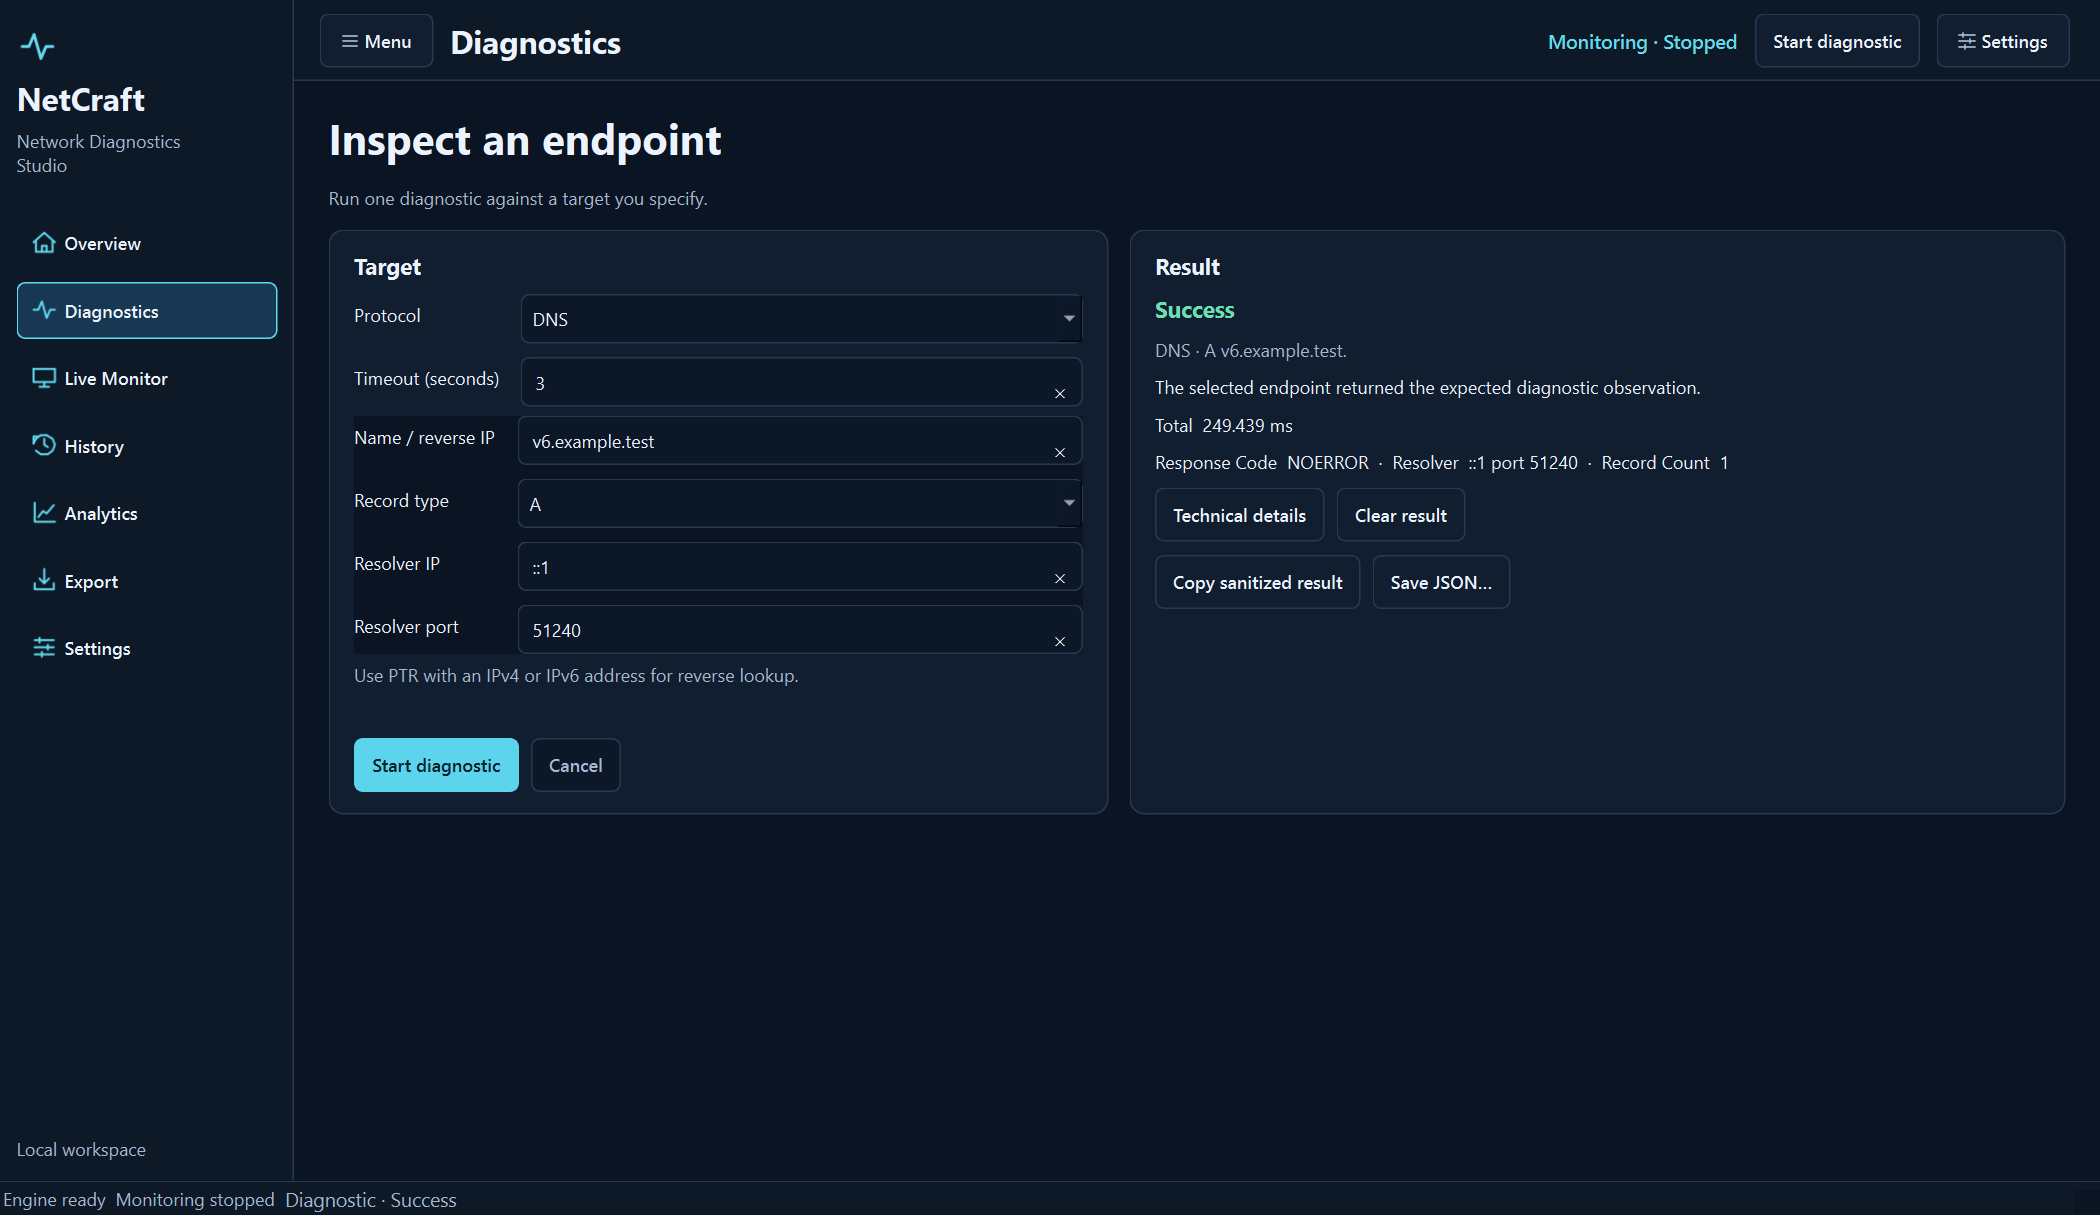 NetCraft
Network Diagnostics
Studio
Overview
Diagnostics
Live Monitor
History
Analytics
Export
Settings
Local workspace
Menu
Diagnostics
Monitoring · Stopped
Start diagnostic
Settings
Inspect an endpoint
Run one diagnostic against a target you specify.
Target
Protocol
DNS
Timeout (seconds)
3
Name / reverse IP
v6.example.test
Record type
A
Resolver IP
::1
Resolver port
51240
Use PTR with an IPv4 or IPv6 address for reverse lookup.
Start diagnostic
Cancel
Result
Success
DNS · A v6.example.test.
The selected endpoint returned the expected diagnostic observation.
Total 249.439 ms
Response Code NOERROR · Resolver ::1 port 51240 · Record Count 1
Technical details
Clear result
Copy sanitized result
Save JSON...
Engine ready Monitoring stopped Diagnostic · Success